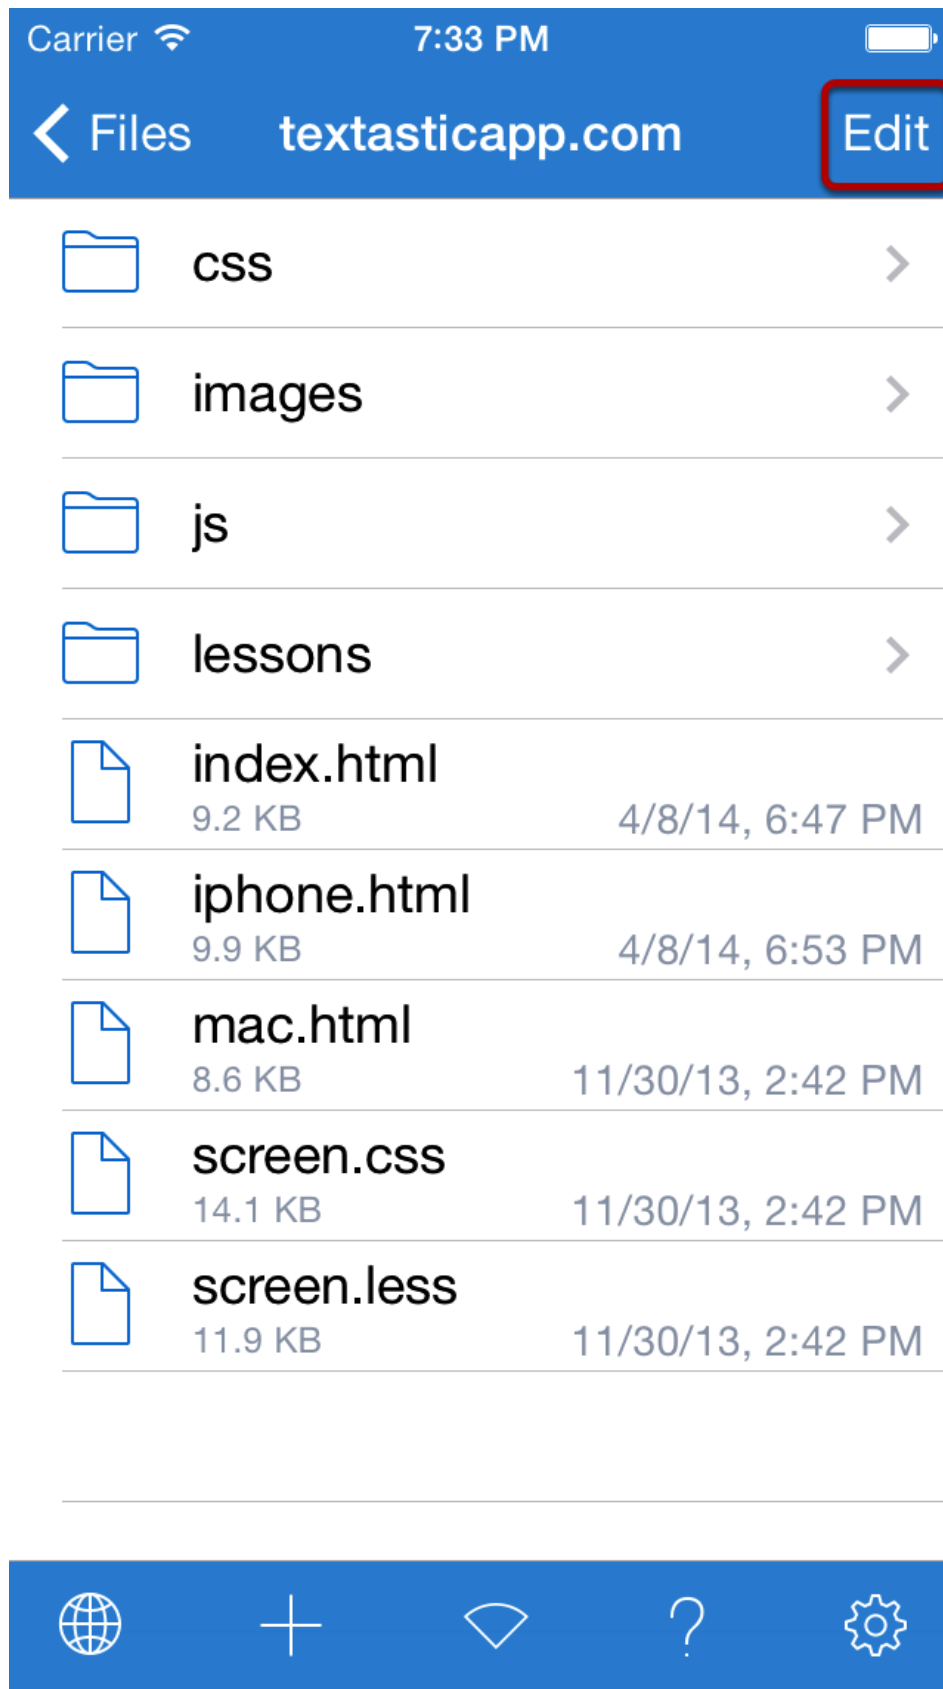 Carrier 7:33 PM
Files textasticapp.com Edit
css
images
js
lessons
index.html
9.2 KB 4/8/14, 6:47 PM
iphone.html
9.9 KB 4/8/14, 6:53 PM
mac.html
8.6 KB 11/30/13, 2:42 PM
screen.css
14.1 KB 11/30/13, 2:42 PM
screen.less
11.9 KB 11/30/13, 2:42 PM
?